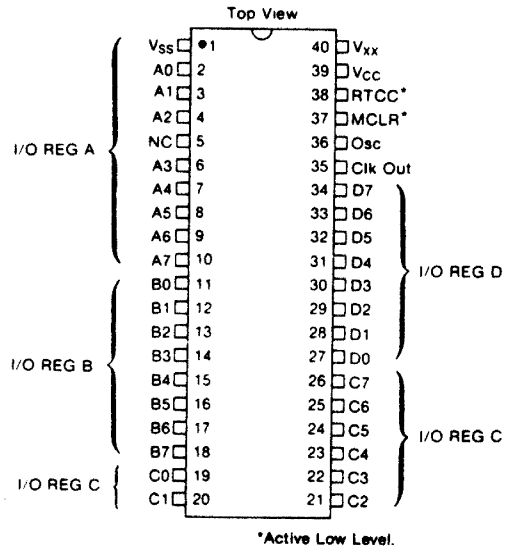 Top View
VSS 1 40 VXX
A0 2 39 VCC
A1 3 38 RTCC*
A2 4 37 MCLR*
NC 5 36 Osc
I/O REG A
A3 6 35 Clk Out
A4 7 34 D7
A5 8 33 D6
A6 9 32 D5
A7 10 31 D4
I/O REG D
B0 11 30 D3
B1 12 29 D2
B2 13 28 D1
B3 14 27 D0
I/O REG B
B4 15 26 C7
B5 16 25 C6
B6 17 24 C5
I/O REG C
B7 18 23 C4
I/O REG C
C0 19 22 C3
C1 20 21 C2
*Active Low Level.